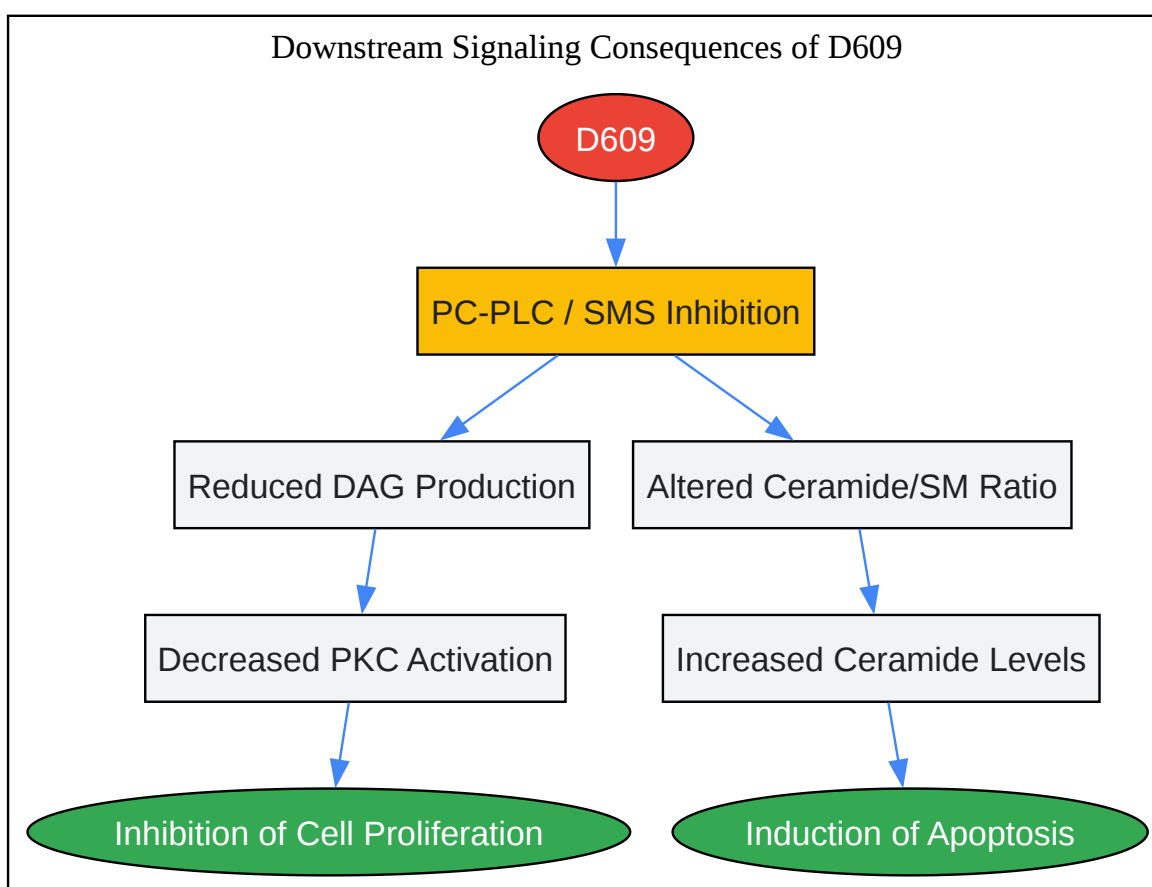 Downstream Signaling Consequences of D609
D609
PC-PLC / SMS Inhibition
Reduced DAG Production
Altered Ceramide/SM Ratio
Decreased PKC Activation
Increased Ceramide Levels
Inhibition of Cell Proliferation
Induction of Apoptosis